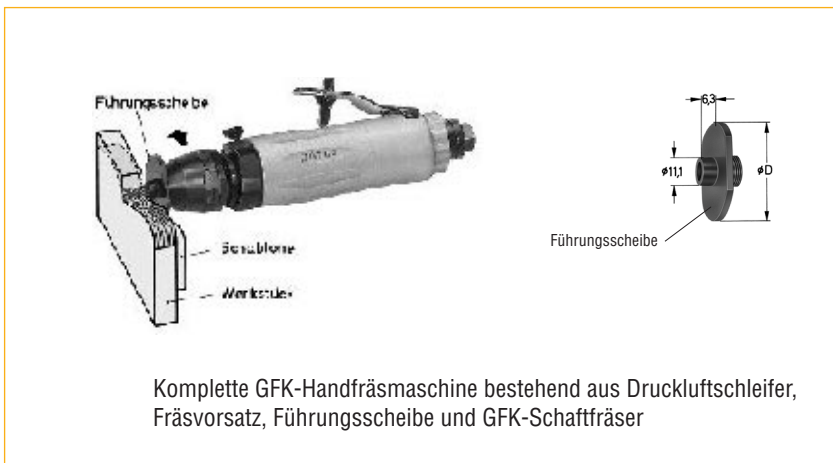 Führungsscheibe
Schablone
Werkstück
6,3
ø11,1
øD
Führungsscheibe
Komplette GFK-Handfräsmaschine bestehend aus Druckluftschleifer,
Fräsvorsatz, Führungsscheibe und GFK-Schaftfräser